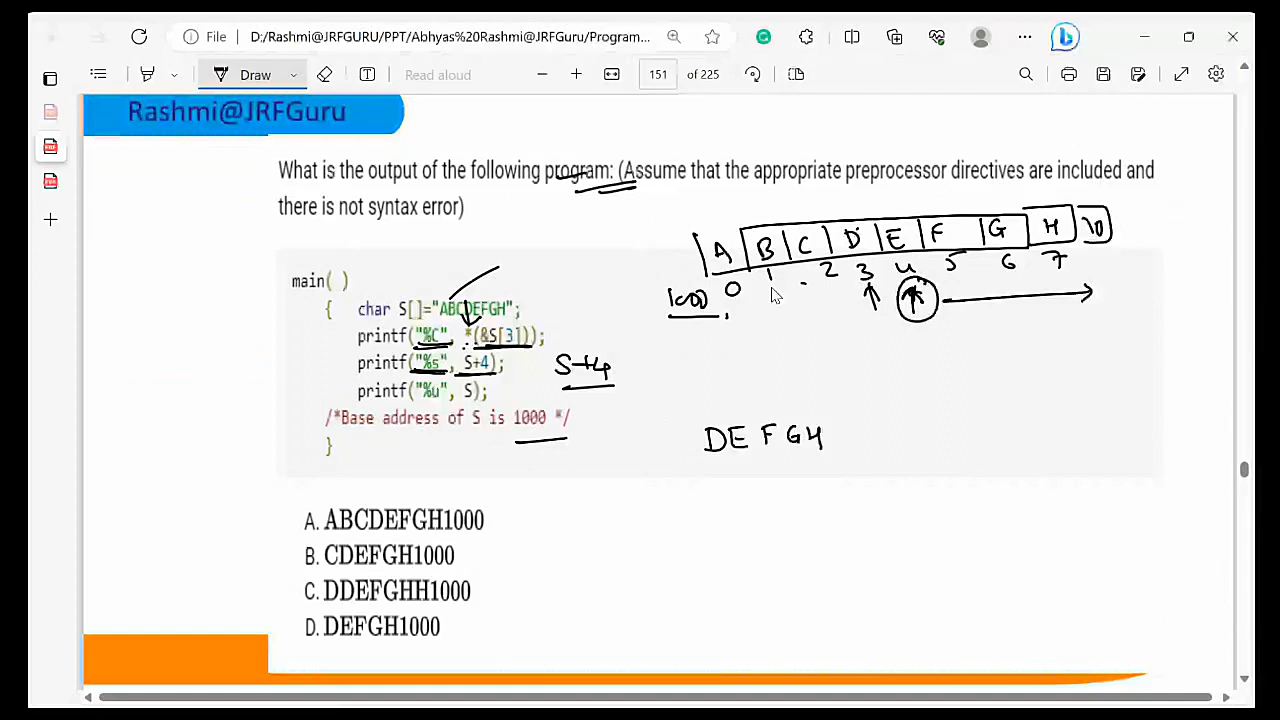 File D:/Rashmi@JRFGURU/PPT/Abhyas%20Rashmi@JRFGuru/Program...
Draw Read aloud 151 of 225
Rashmi@JRFGuru
What is the output of the following program: (Assume that the appropriate preprocessor directives are included and
there is not syntax error)
A B C D E F G H \0
0 1 2 3 4 5 6 7
1000
main( )
{ char S[]="ABCDEFGH";
printf("%C", *(&S[3]));
printf("%s", S+4);
S+4
printf("%u", S);
/*Base address of S is 1000 */
}
DEFGH
A. ABCDEFGH1000
B. CDEFGH1000
C. DDEFGHH1000
D. DEFGH1000